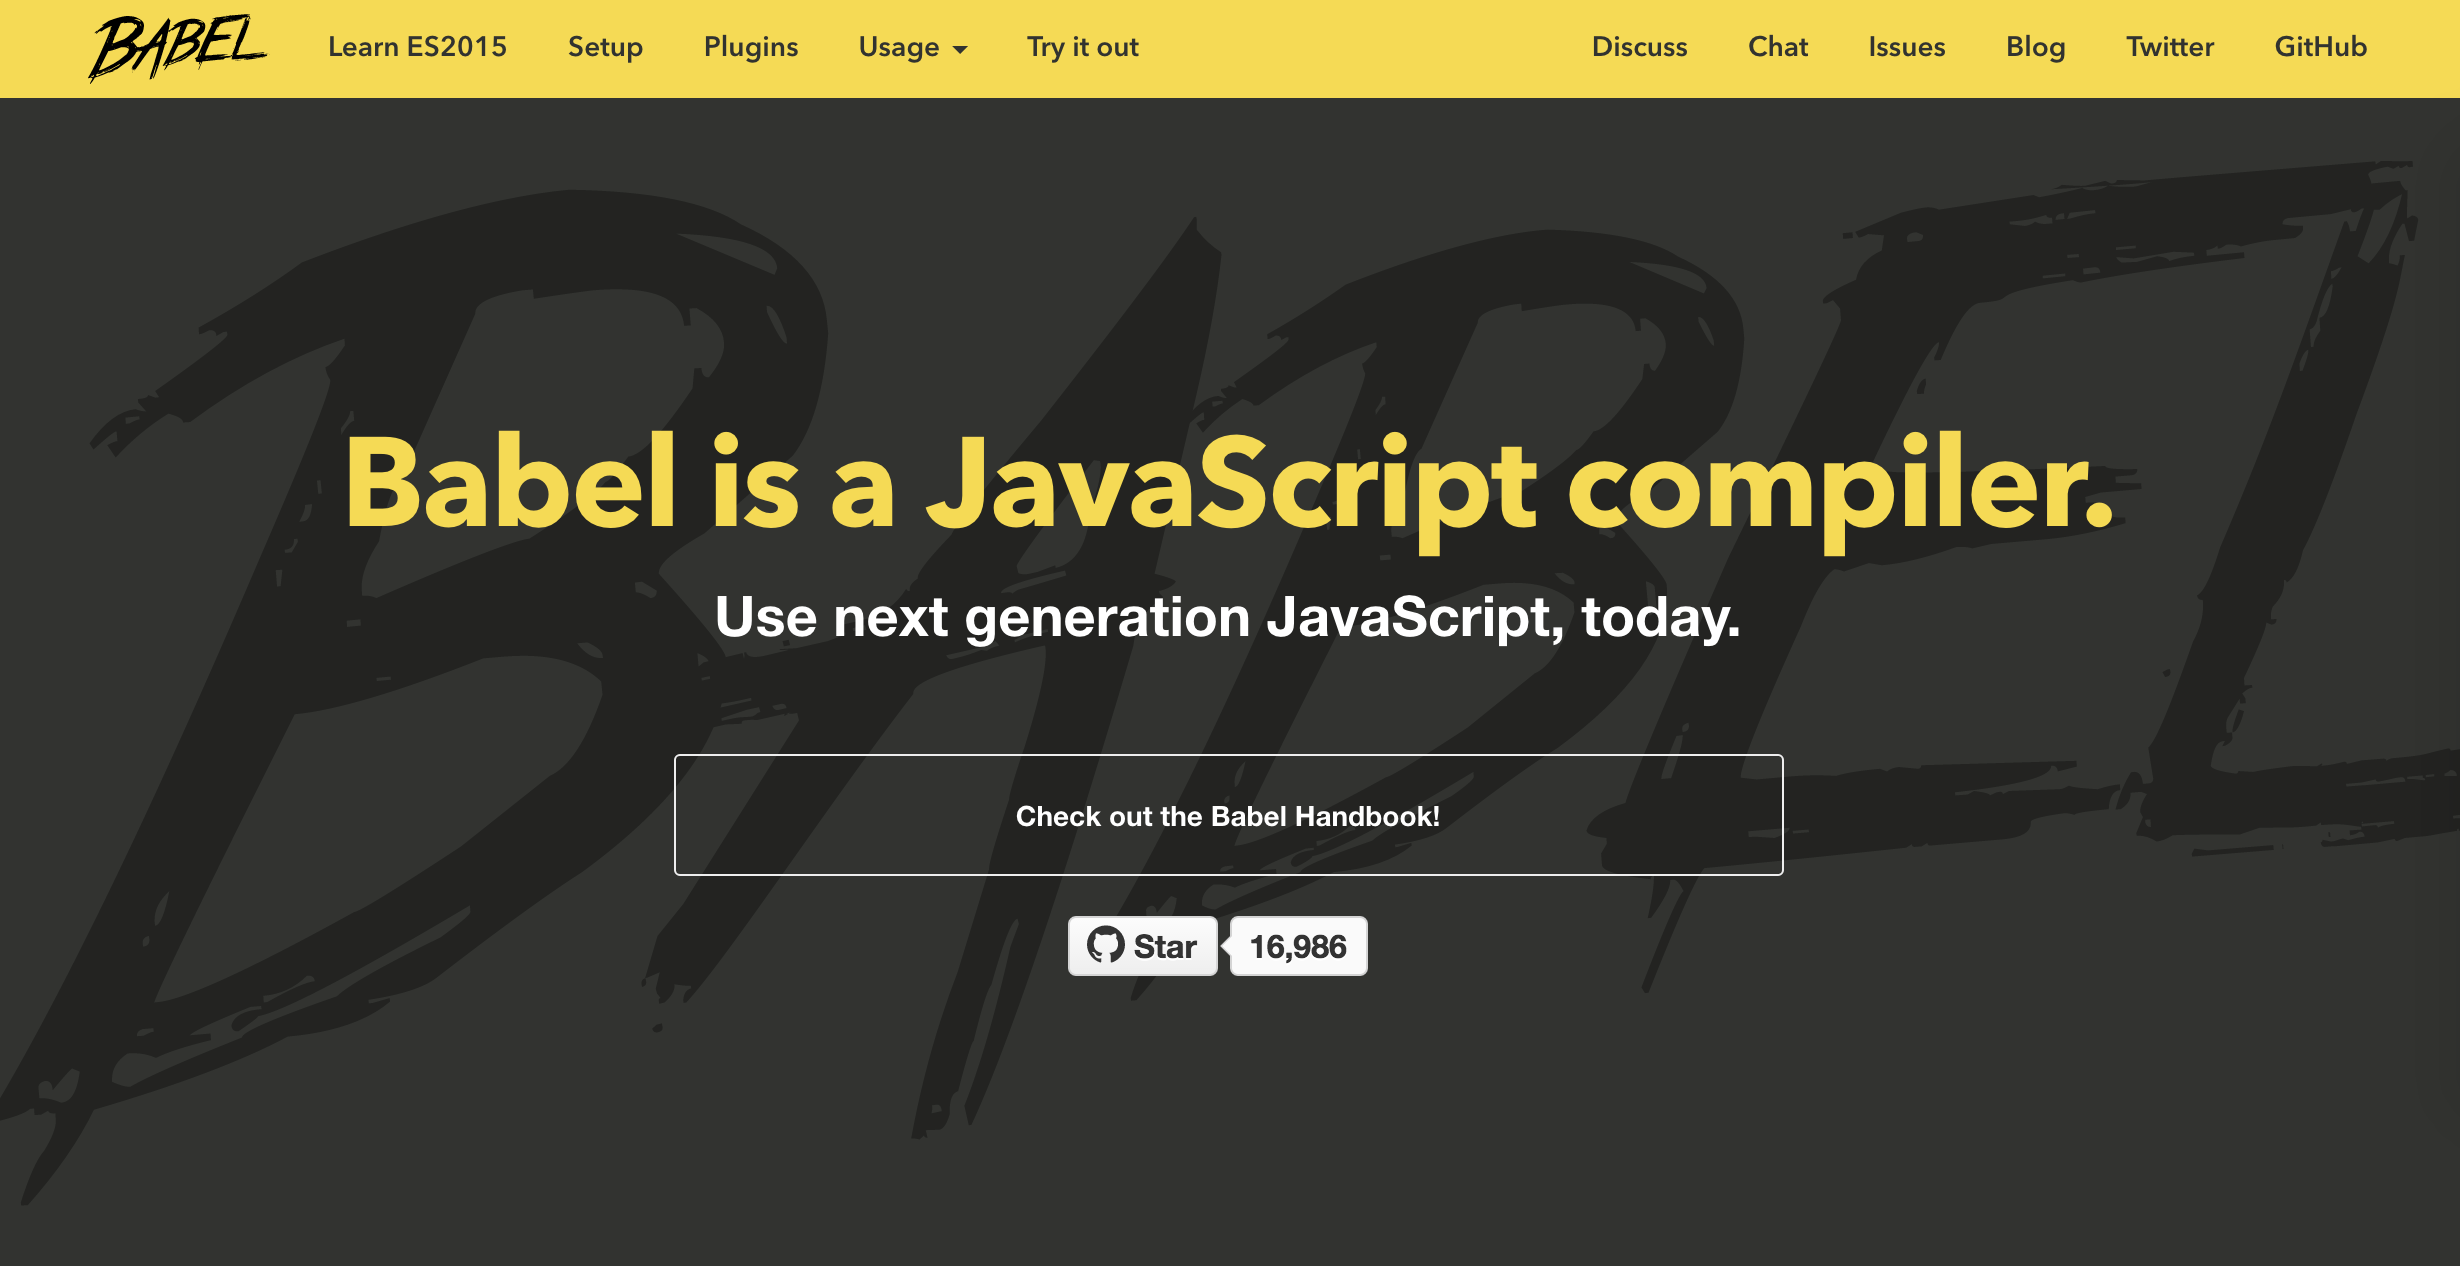 BABEL Learn ES2015 Setup Plugins Usage Try it out Discuss Chat Issues Blog Twitter GitHub
BABEL
Babel is a JavaScript compiler.
Use next generation JavaScript, today.
Check out the Babel Handbook!
Star 16,986